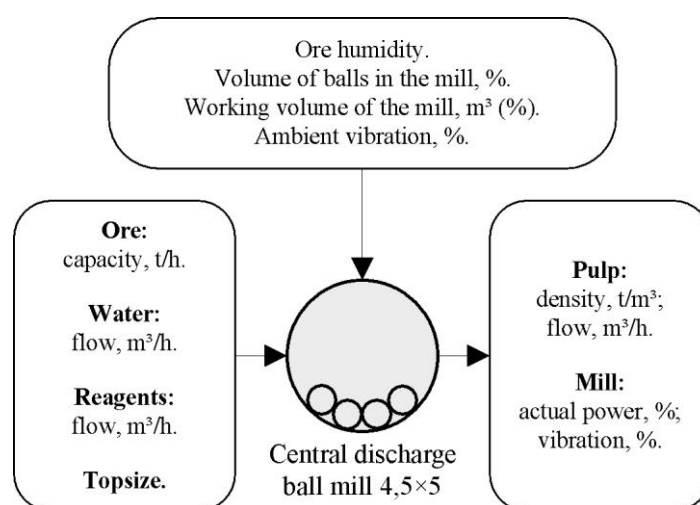 Ore humidity.
Volume of balls in the mill, %.
Working volume of the mill, m³ (%).
Ambient vibration, %.
Ore:
capacity, t/h.
Water:
flow, m³/h.
Reagents:
flow, m³/h.
Topsize.
Central discharge
ball mill 4,5×5
Pulp:
density, t/m³;
flow, m³/h.
Mill:
actual power, %;
vibration, %.